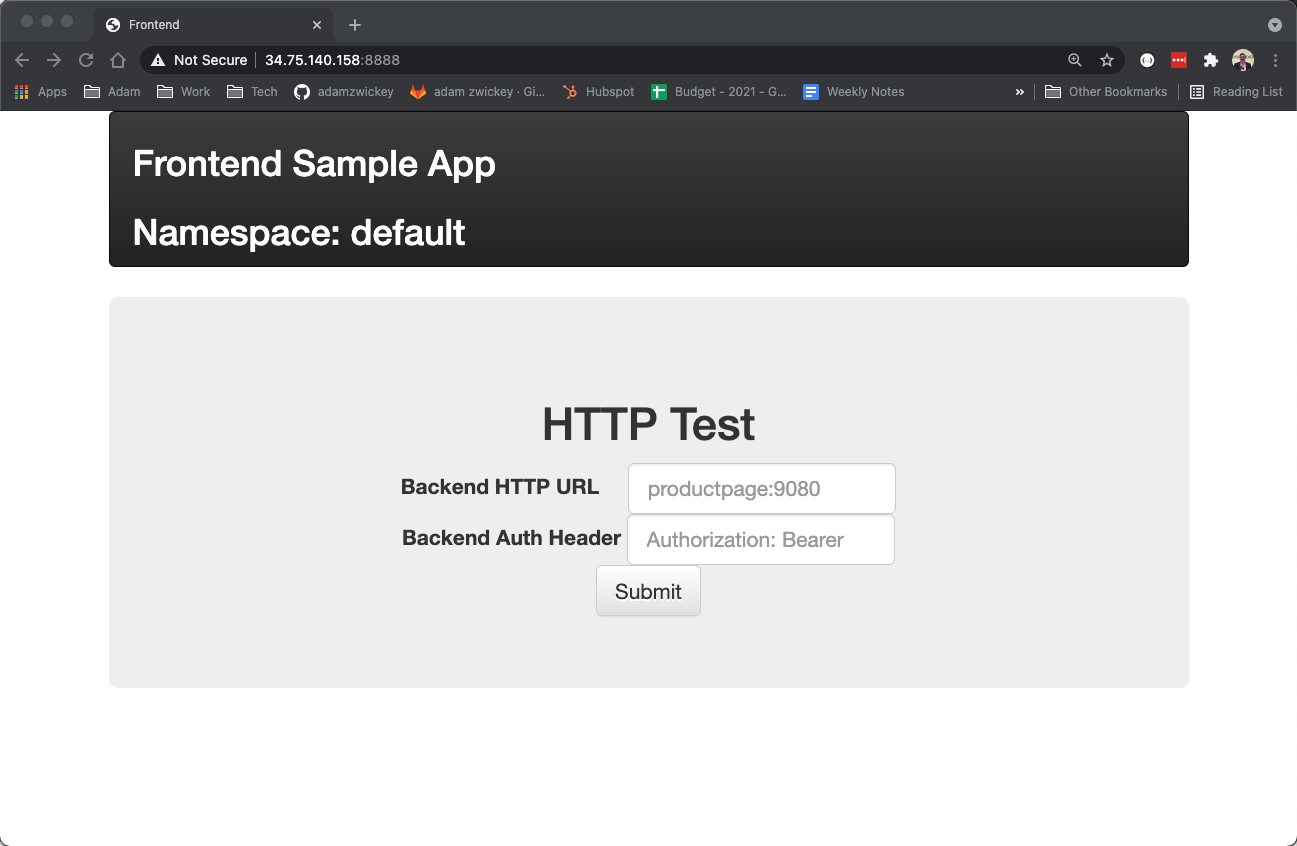 Frontend
Not Secure 34.75.140.158:8888
Apps Adam Work Tech adamzwickey adam zwickey · Gi... Hubspot Budget - 2021 - G... Weekly Notes » Other Bookmarks Reading List
Frontend Sample App
Namespace: default
HTTP Test
Backend HTTP URL productpage:9080
Backend Auth Header Authorization: Bearer
Submit